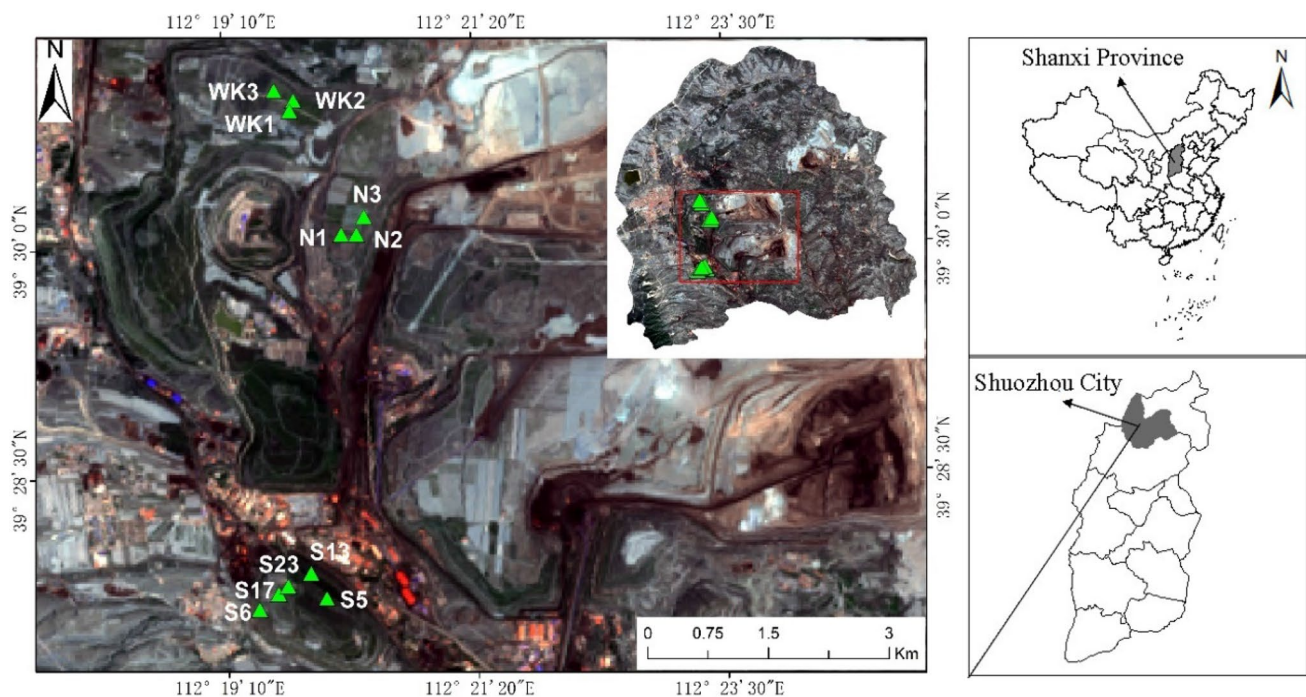 112° 19′10″E
112° 21′20″E
112° 23′30″E
N
WK3
WK2
WK1
N3
N1
N2
39° 30′0″N
39° 30′0″N
39° 28′30″N
39° 28′30″N
S13
S23
S17
S5
S6
0 0.75 1.5 3
Km
112° 19′10″E
112° 21′20″E
112° 23′30″E
Shanxi Province
N
Shuozhou City